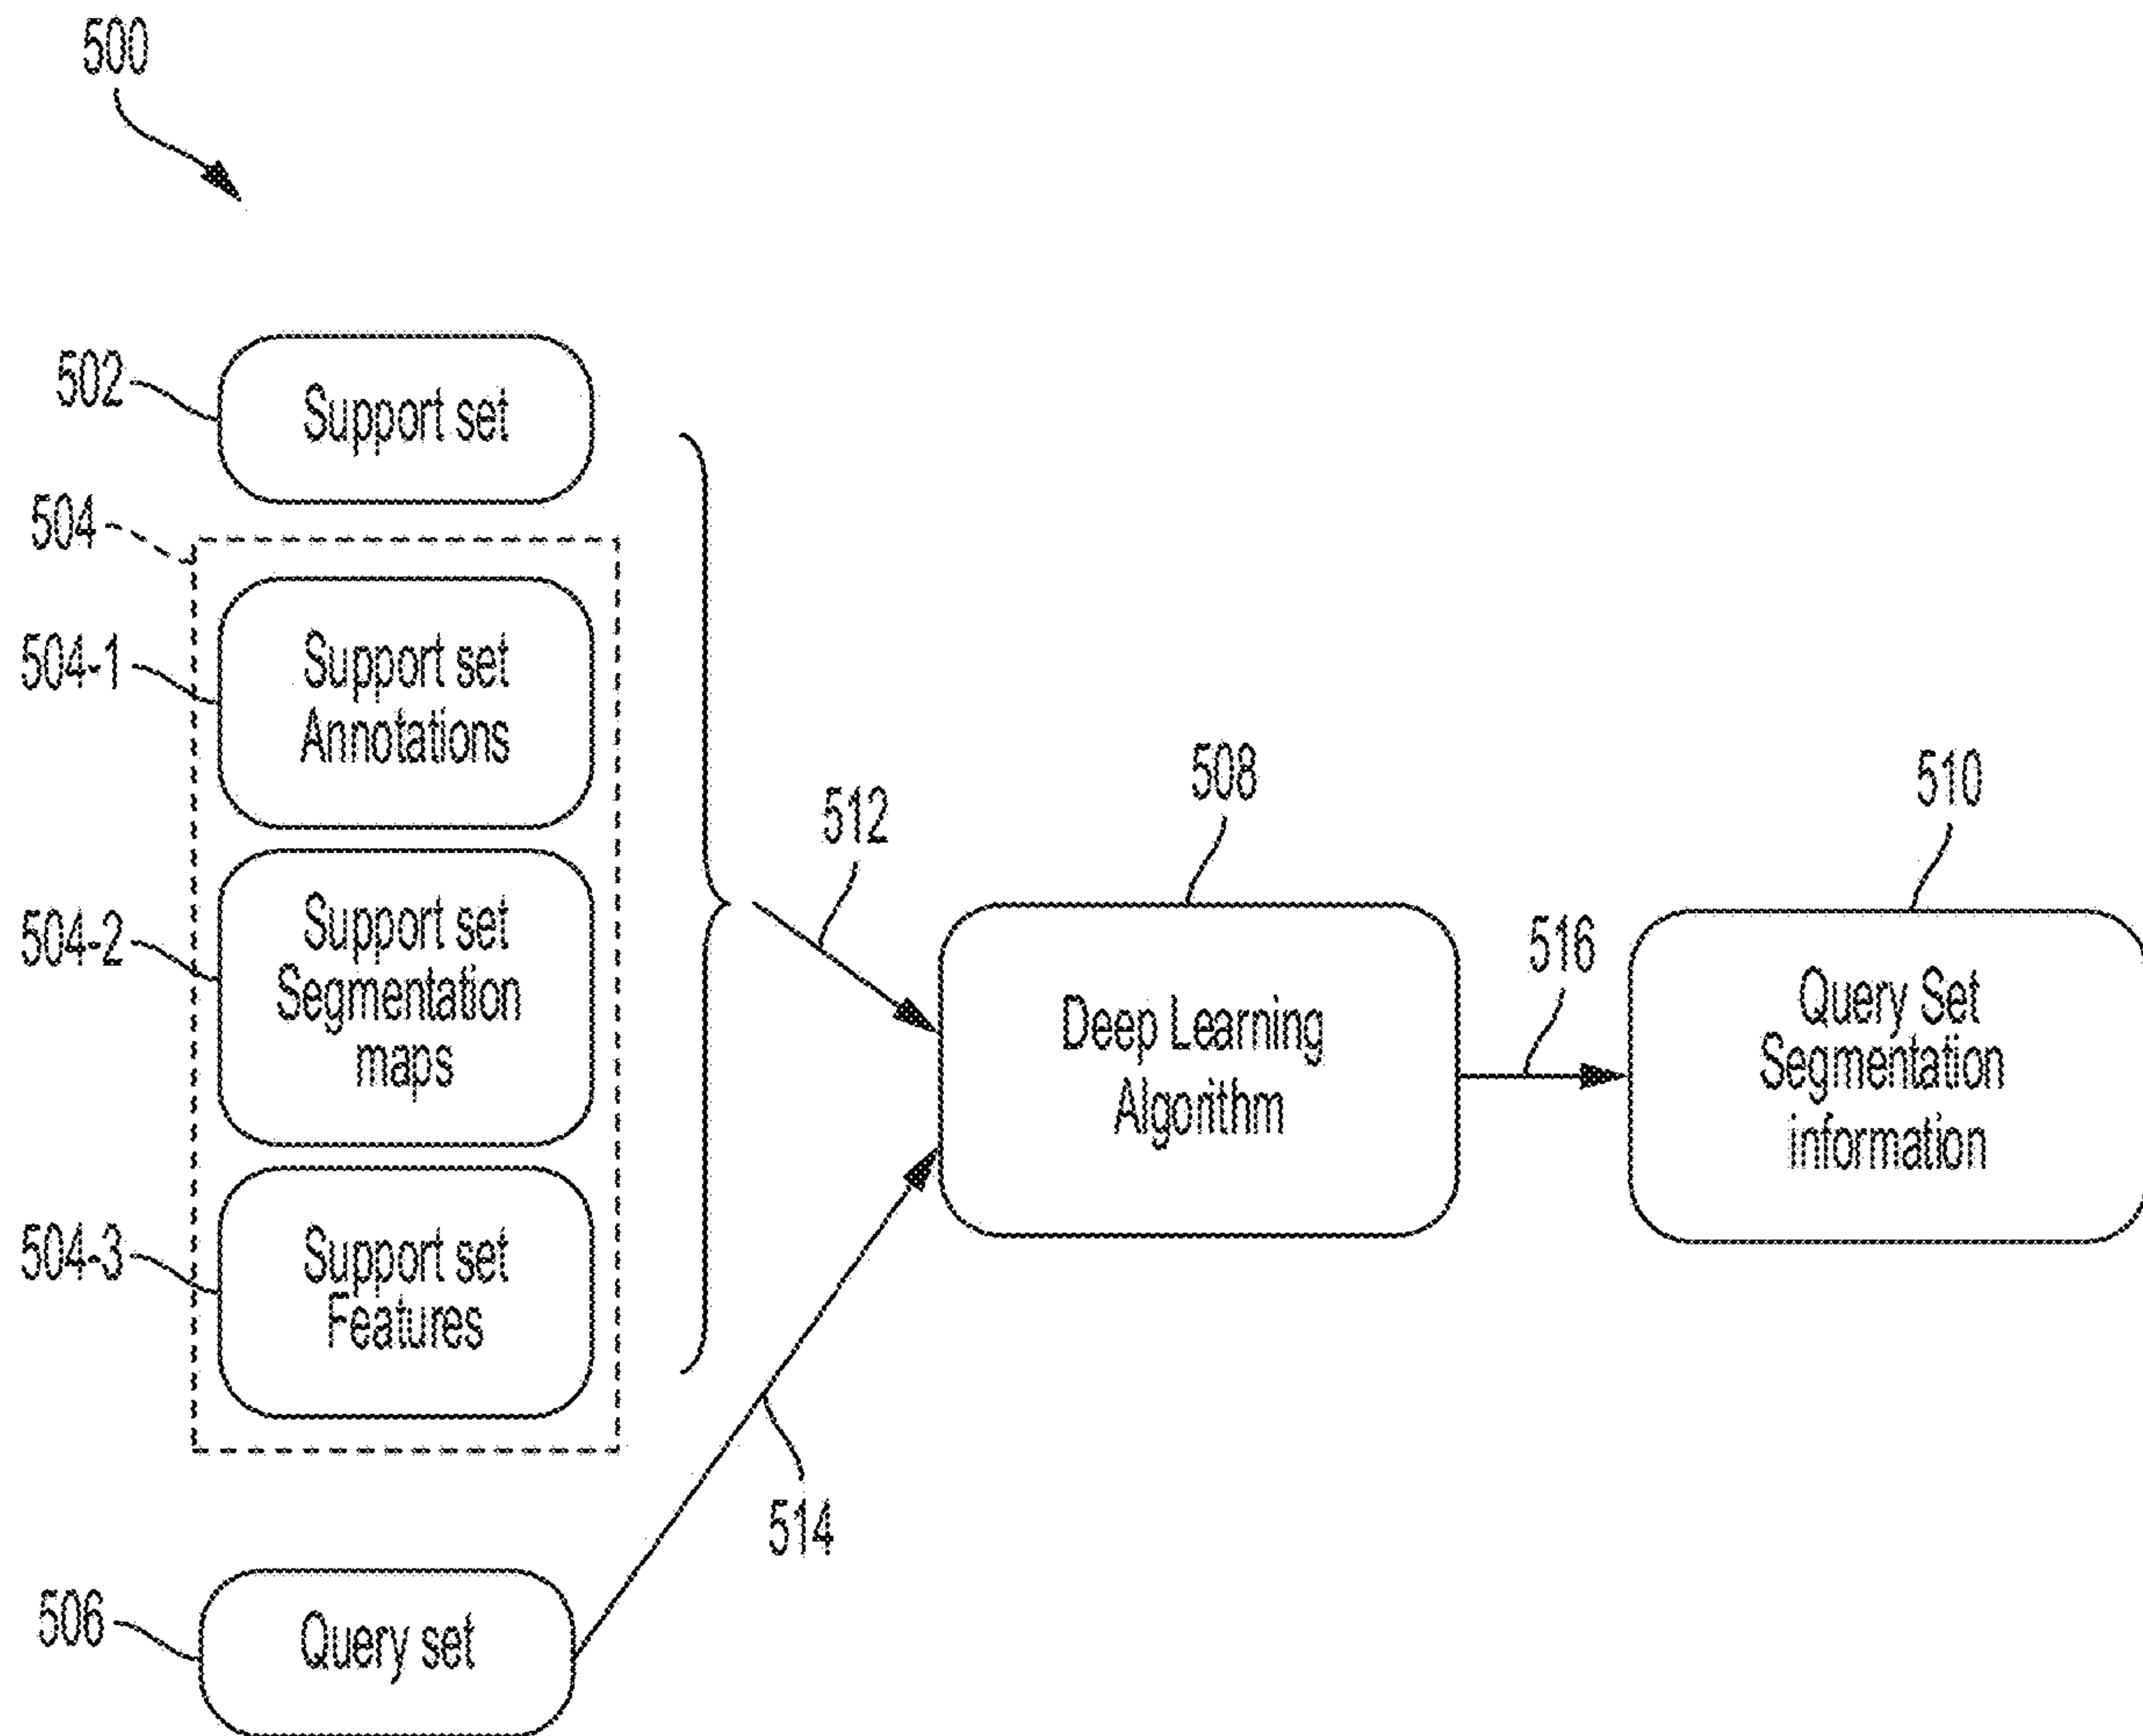 500
502
Support set
504
504-1
Support set
Annotations
504-2
Support set
Segmentation
maps
504-3
Support set
Features
506
Query set
512
514
508
Deep Learning
Algorithm
516
510
Query Set
Segmentation
information